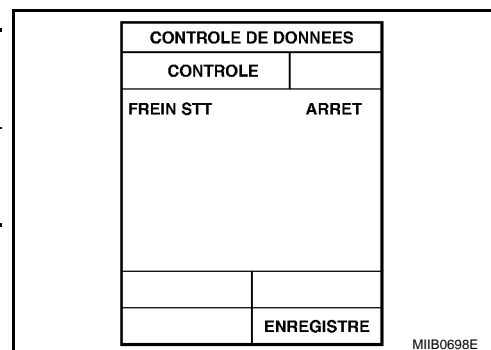 CONTROLE DE DONNEES
CONTROLE
FREIN STT ARRET
ENREGISTRE
MIIB0698E